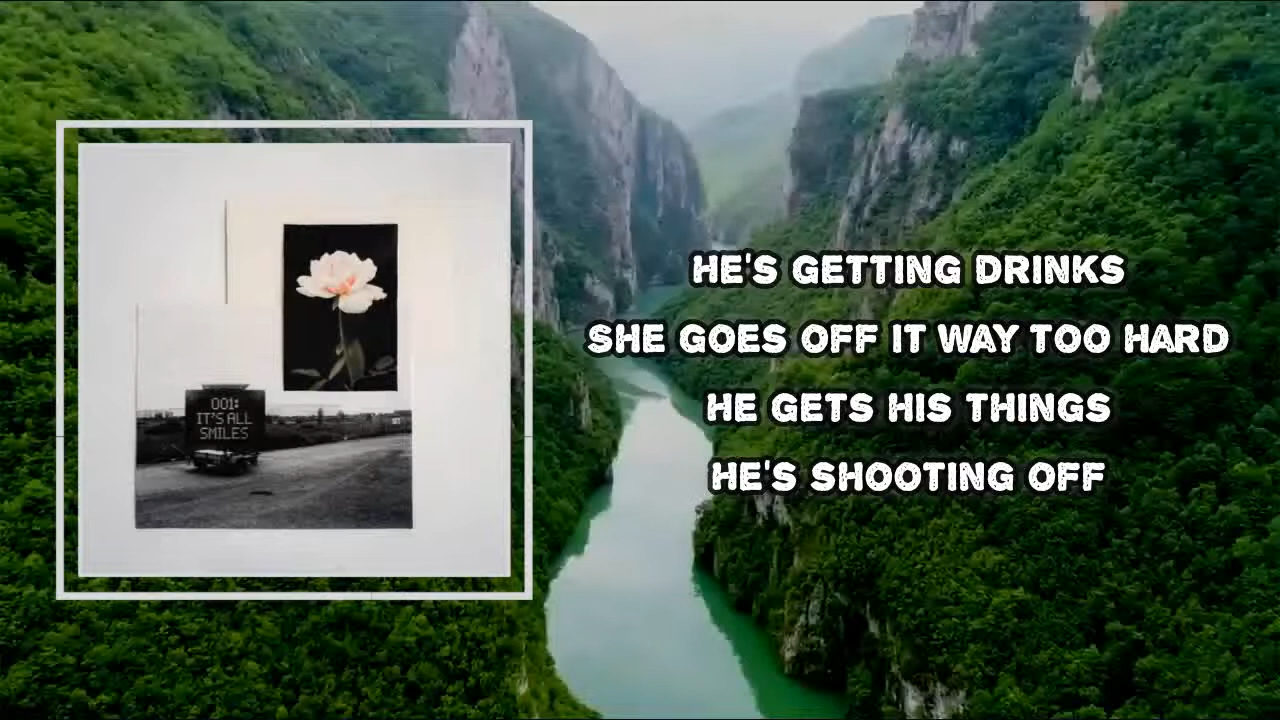 001:
IT'S ALL
SMILES
HE'S GETTING DRINKS
SHE GOES OFF IT WAY TOO HARD
HE GETS HIS THINGS
HE'S SHOOTING OFF